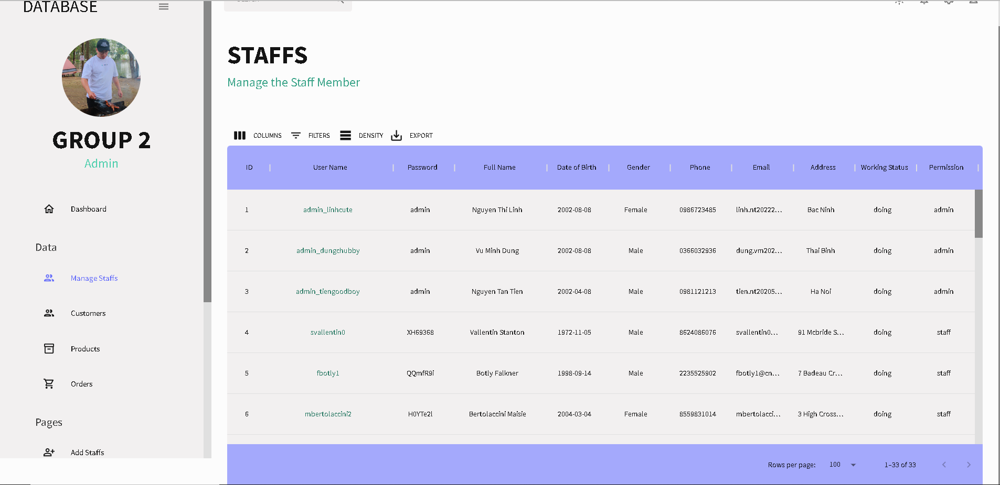 DATABASE
GROUP 2
Admin
Dashboard
Data
Manage Staffs
Customers
Products
Orders
Pages
Add Staffs
STAFFS
Manage the Staff Member
COLUMNS FILTERS DENSITY EXPORT
ID User Name Password Full Name Date of Birth Gender Phone Email Address Working Status Permission
1 admin_linhcute admin Nguyen Thi Linh 2002-08-08 Female 0986723485 linh.nt20222... Bac Ninh doing admin
2 admin_dungchubby admin Vu Minh Dung 2002-08-08 Male 0366032936 dung.vm202... Thai Binh doing admin
3 admin_tiengoodboy admin Nguyen Tan Tien 2002-04-08 Male 0981121213 tien.nt20205... Ha Noi doing admin
4 svallentin0 XH69368 Vallentin Stanton 1972-11-05 Male 8624086076 svallentin0... 91 Mcbride S... doing staff
5 fbotly1 QQmfR9i Botly Falkner 1998-09-14 Male 2235525902 fbotly1@cn... 7 Badeau Cr... doing staff
6 mbertolaccini2 H0YTe2l Bertolaccini Maisie 2004-03-04 Female 8559831014 mbertolacci... 3 High Cross... doing staff
Rows per page: 100 1–33 of 33